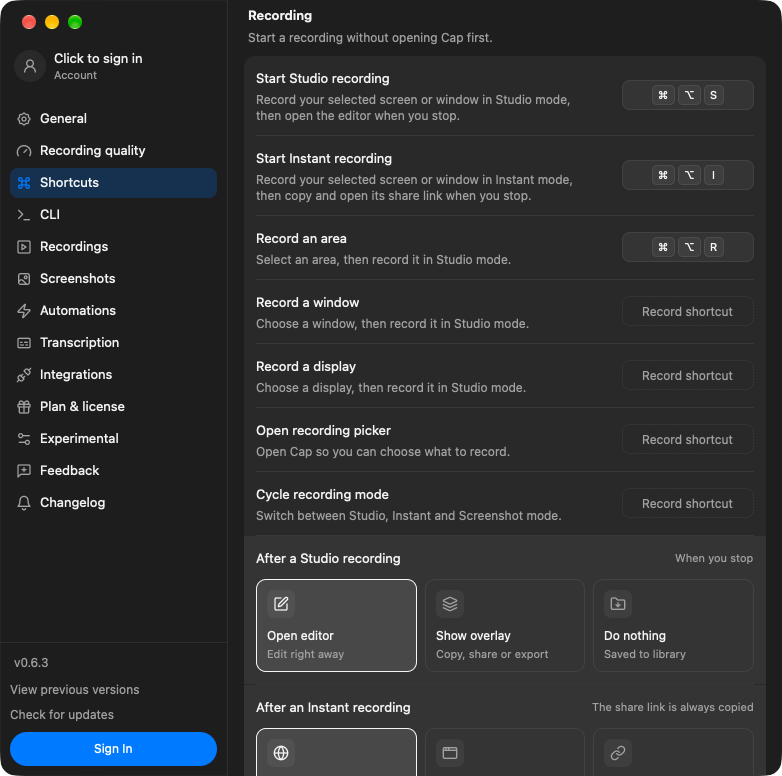 Click to sign in
Account
General
Recording quality
Shortcuts
CLI
Recordings
Screenshots
Automations
Transcription
Integrations
Plan & license
Experimental
Feedback
Changelog
v0.6.3
View previous versions
Check for updates
Sign In
Recording
Start a recording without opening Cap first.
Start Studio recording
Record your selected screen or window in Studio mode,
then open the editor when you stop.
⌘ ⌥ S
Start Instant recording
Record your selected screen or window in Instant mode,
then copy and open its share link when you stop.
⌘ ⌥ I
Record an area
Select an area, then record it in Studio mode.
⌘ ⌥ R
Record a window
Choose a window, then record it in Studio mode.
Record shortcut
Record a display
Choose a display, then record it in Studio mode.
Record shortcut
Open recording picker
Open Cap so you can choose what to record.
Record shortcut
Cycle recording mode
Switch between Studio, Instant and Screenshot mode.
Record shortcut
After a Studio recording
When you stop
Open editor
Edit right away
Show overlay
Copy, share or export
Do nothing
Saved to library
After an Instant recording
The share link is always copied